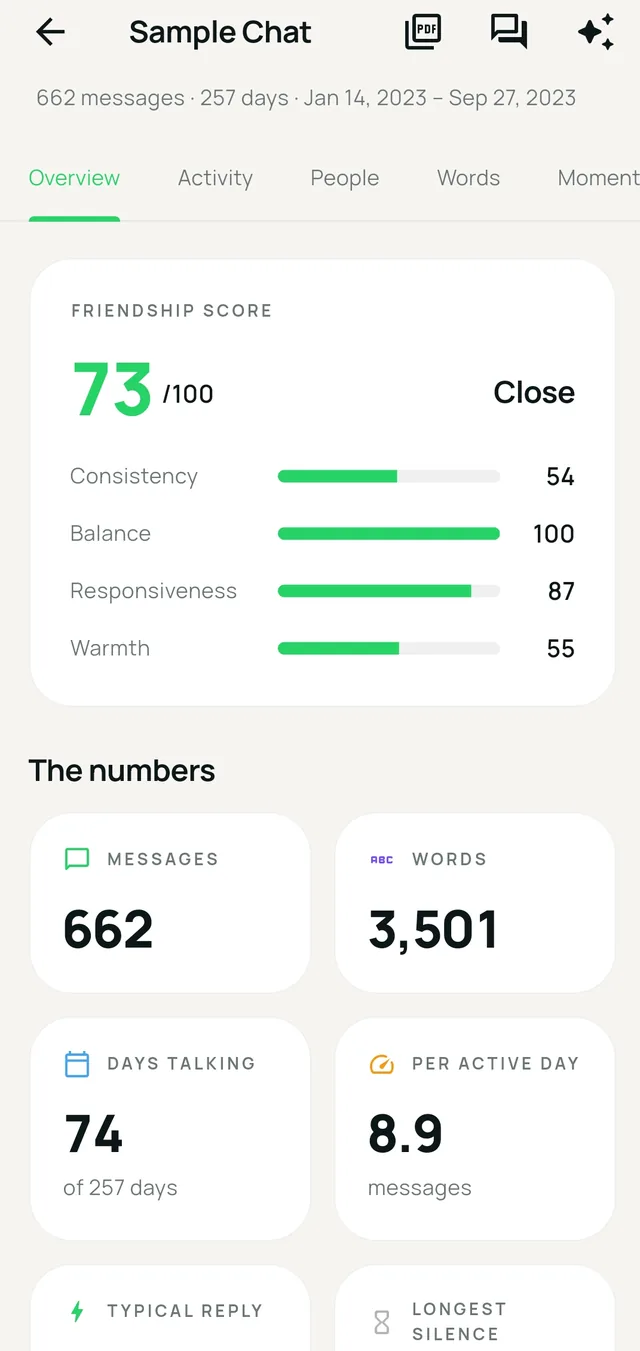 Sample Chat
PDF
662 messages · 257 days · Jan 14, 2023 – Sep 27, 2023
Overview Activity People Words Moment
FRIENDSHIP SCORE
73 /100 Close
Consistency 54
Balance 100
Responsiveness 87
Warmth 55
The numbers
MESSAGES
662
ABC WORDS
3,501
DAYS TALKING
74
of 257 days
PER ACTIVE DAY
8.9
messages
TYPICAL REPLY
LONGEST
SILENCE